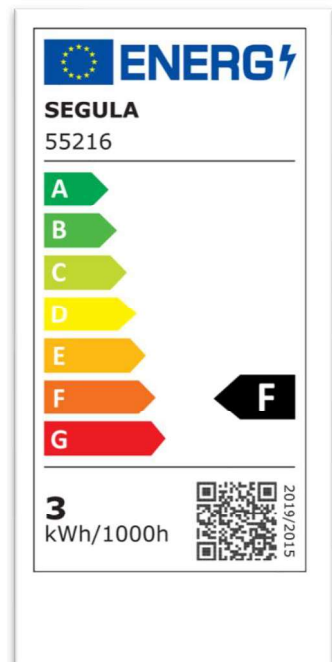 ENERG
SEGULA
55216
A
B
C
D
E
F
F
G
3
kWh/1000h
2019/2015